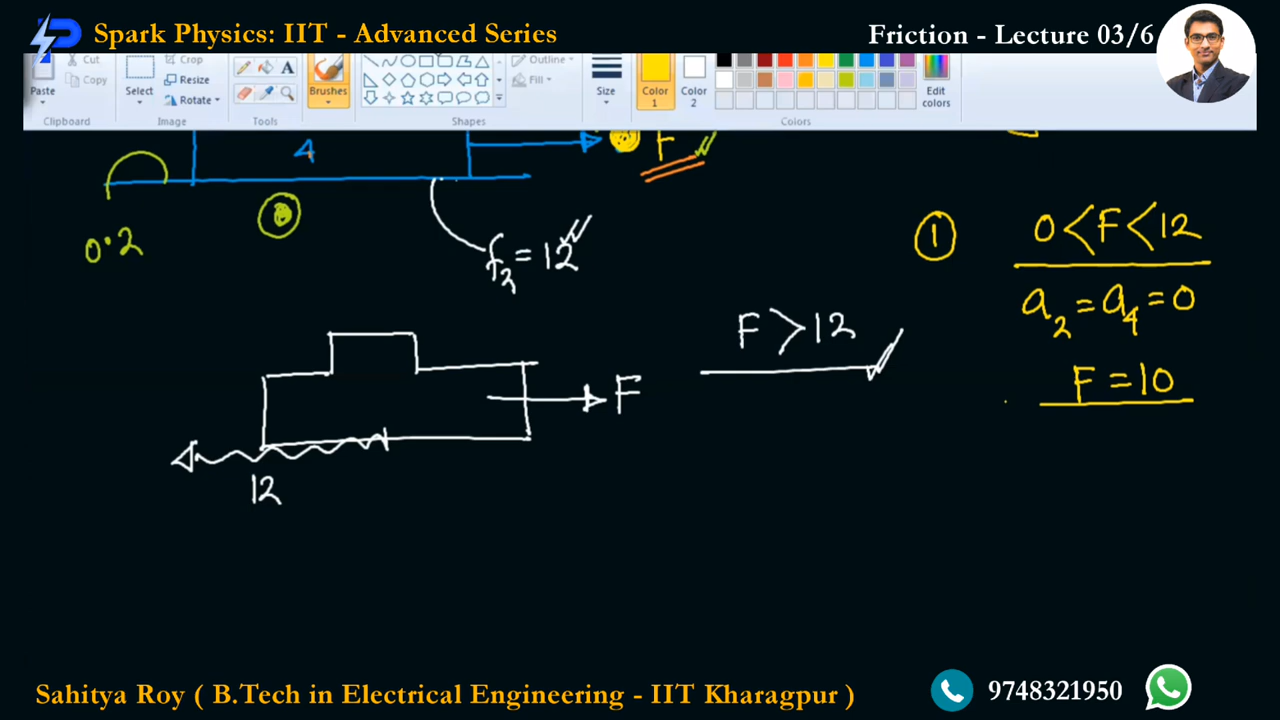 Spark Physics: IIT - Advanced Series
Friction - Lecture 03/6
Cut
Copy
Paste
Clipboard
Select
Crop
Resize
Rotate
Image
A
Tools
Brushes
Shapes
Outline
Fill
Size
Color 1
Color 2
Edit colors
Colors
4
F
0.2
f₂ = 12
① 0 < F < 12
a₂ = a₄ = 0
F = 10
F > 12
F
12
Sahitya Roy ( B.Tech in Electrical Engineering - IIT Kharagpur )
9748321950